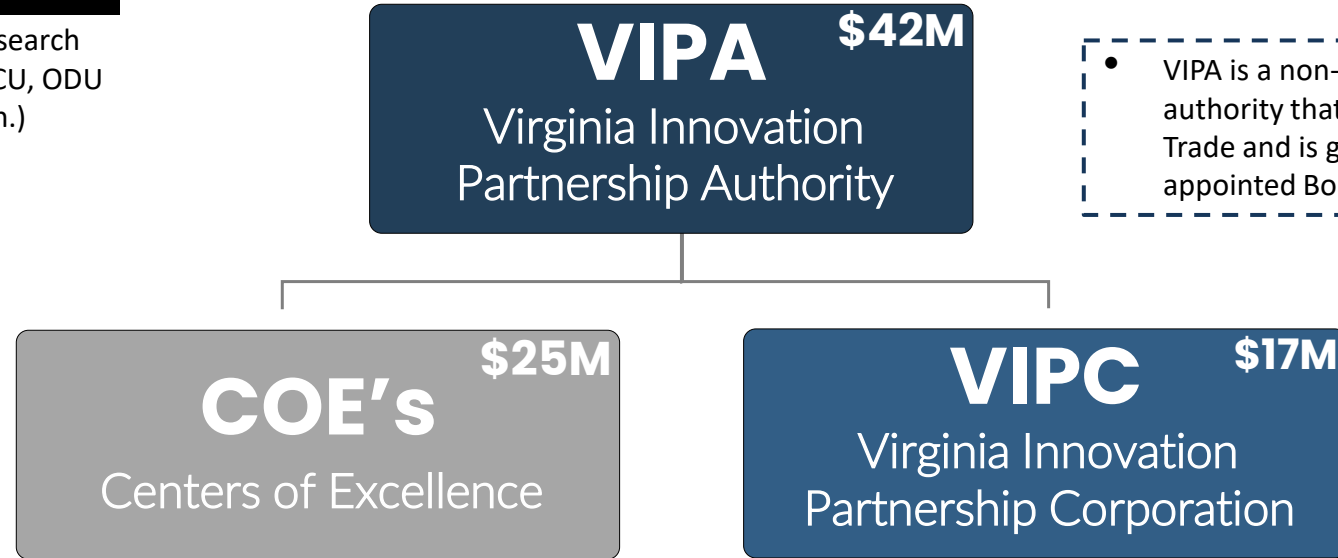 search
CU, ODU
n.)
VIPA $42M
Virginia Innovation
Partnership Authority
• VIPA is a non-
authority that
Trade and is g
appointed Bo
COE's $25M
Centers of Excellence
VIPC $17M
Virginia Innovation
Partnership Corporation